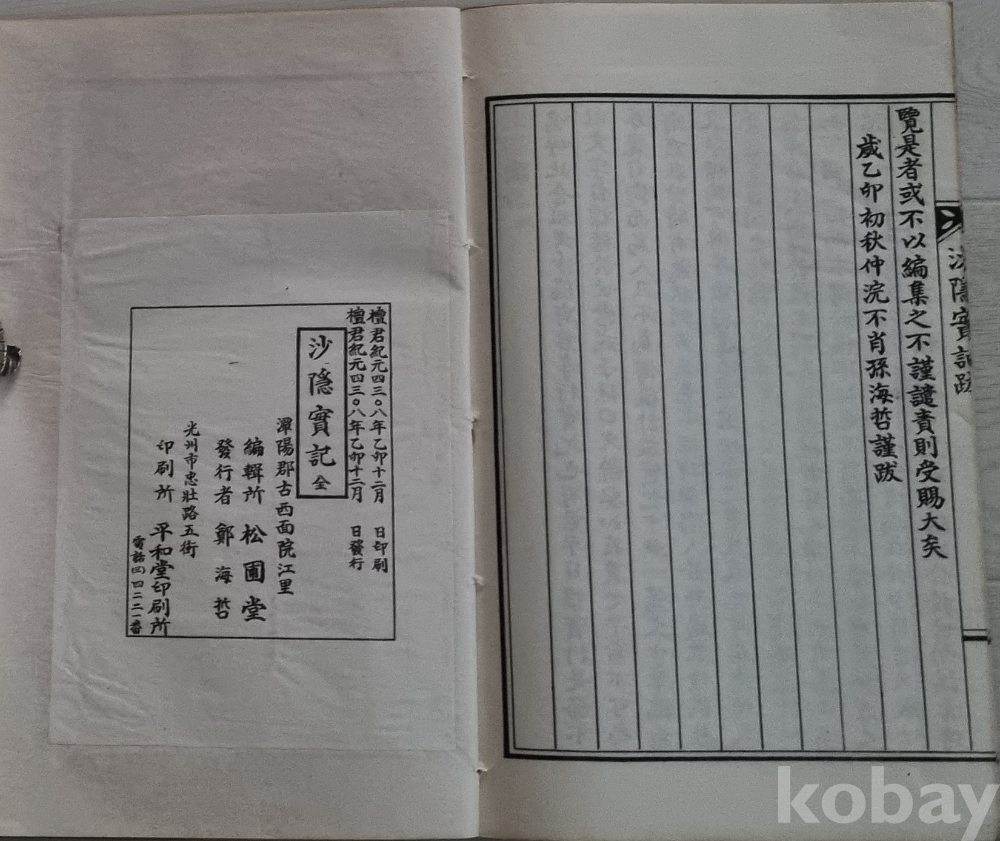 沙隱實記跋
覽是者或不以編集之不謹譴責則受賜大矣
歲乙卯初秋仲浣不肖孫海哲謹跋
檀君紀元四三〇八年乙卯十二月 日印刷
檀君紀元四三〇八年乙卯十二月 日發行
沙隱實記 全
潭陽郡古西面院江里
編輯所 松圃堂
發行者 鄭海哲
光州市忠壯路五街
印刷所 平和堂印刷所
電話(四)四二二一番
kobay